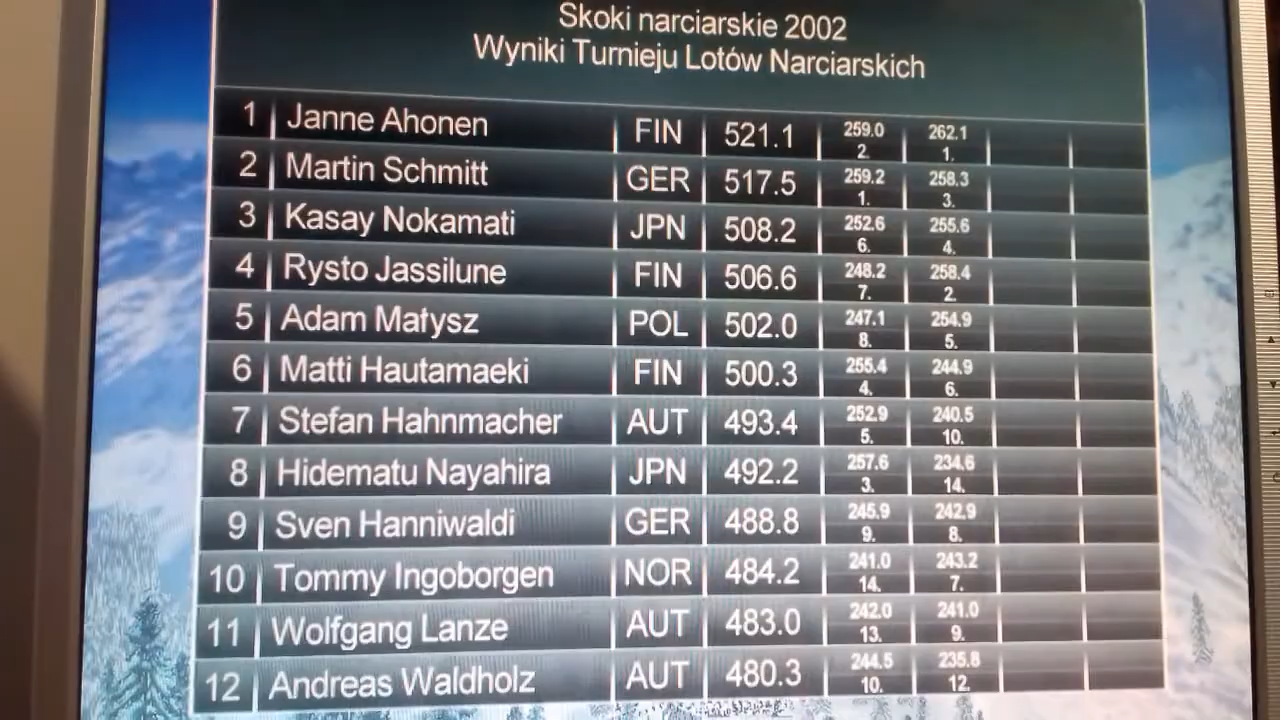 Skoki narciarskie 2002
Wyniki Turnieju Lotów Narciarskich
1 Janne Ahonen FIN 521.1 259.0 262.1
2. 1.
2 Martin Schmitt GER 517.5 259.2 258.3
1. 3.
3 Kasay Nokamati JPN 508.2 252.6 255.6
6. 4.
4 Rysto Jassilune FIN 506.6 248.2 258.4
7. 2.
5 Adam Matysz POL 502.0 247.1 254.9
8. 5.
6 Matti Hautamaeki FIN 500.3 255.4 244.9
4. 6.
7 Stefan Hahnmacher AUT 493.4 252.9 240.5
5. 10.
8 Hidematu Nayahira JPN 492.2 257.6 234.6
3. 14.
9 Sven Hanniwaldi GER 488.8 245.9 242.9
9. 8.
10 Tommy Ingoborgen NOR 484.2 241.0 243.2
14. 7.
11 Wolfgang Lanze AUT 483.0 242.0 241.0
13. 9.
12 Andreas Waldholz AUT 480.3 244.5 235.8
10. 12.